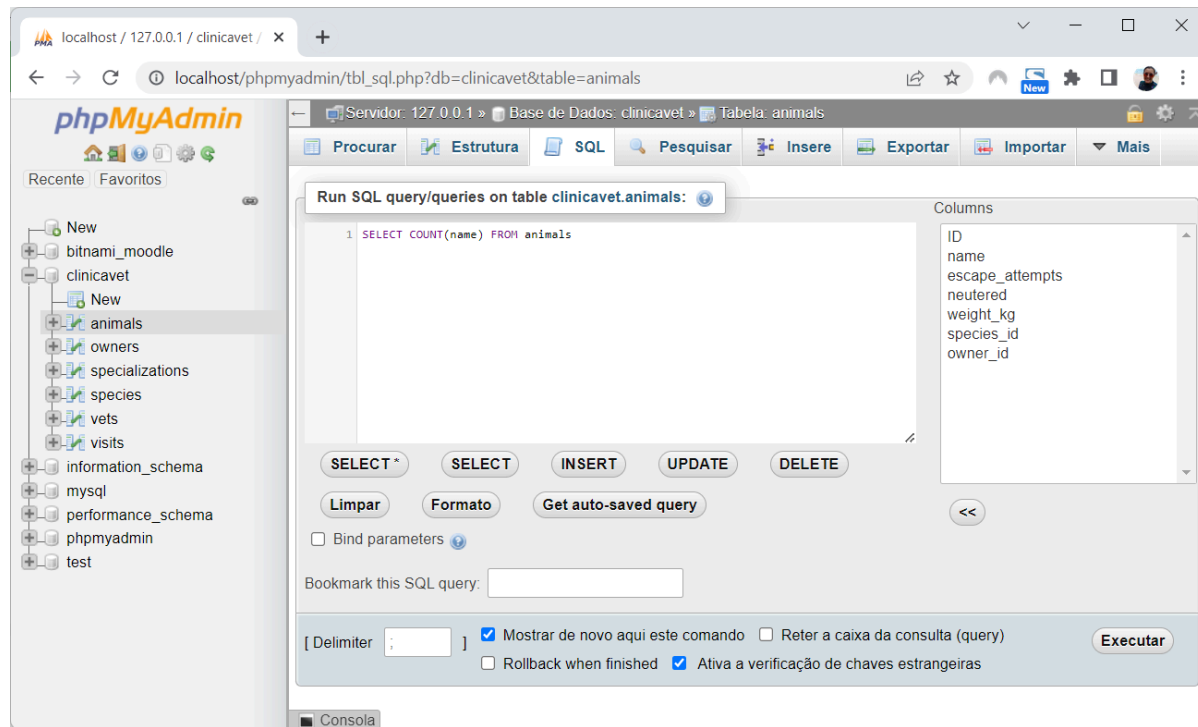 localhost / 127.0.0.1 / clinicavet /
localhost/phpmyadmin/tbl_sql.php?db=clinicavet&table=animals
New
phpMyAdmin
Recente Favoritos
New
bitnami_moodle
clinicavet
New
animals
owners
specializations
species
vets
visits
information_schema
mysql
performance_schema
phpmyadmin
test
Servidor: 127.0.0.1 » Base de Dados: clinicavet » Tabela: animals
Procurar Estrutura SQL Pesquisar Insere Exportar Importar Mais
Run SQL query/queries on table clinicavet.animals:
1 SELECT COUNT(name) FROM animals
Columns
ID
name
escape_attempts
neutered
weight_kg
species_id
owner_id
SELECT * SELECT INSERT UPDATE DELETE
Limpar Formato Get auto-saved query
<<
Bind parameters
Bookmark this SQL query:
[ Delimiter ; ] Mostrar de novo aqui este comando Reter a caixa da consulta (query) Executar
Rollback when finished Ativa a verificação de chaves estrangeiras
Consola